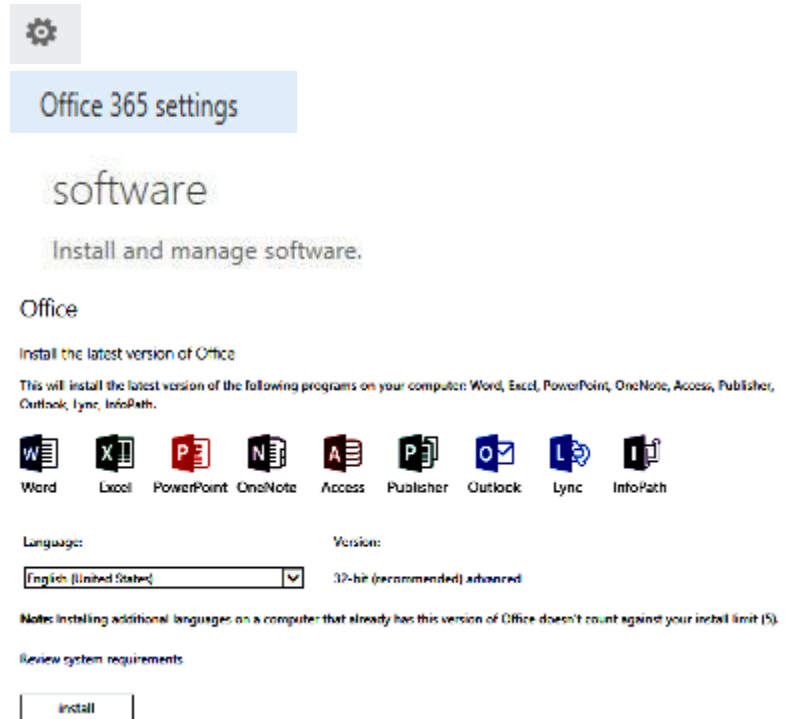 Office 365 settings
software
Install and manage software.
Office
Install the latest version of Office
This will install the latest version of the following programs on your computer: Word, Excel, PowerPoint, OneNote, Access, Publisher,
Outlook, Lync, InfoPath.
Word Excel PowerPoint OneNote Access Publisher Outlook Lync InfoPath
Language: Version:
English (United States) 32-bit (recommended) advanced
Note: Installing additional languages on a computer that already has this version of Office doesn't count against your install limit (5).
Review system requirements
install